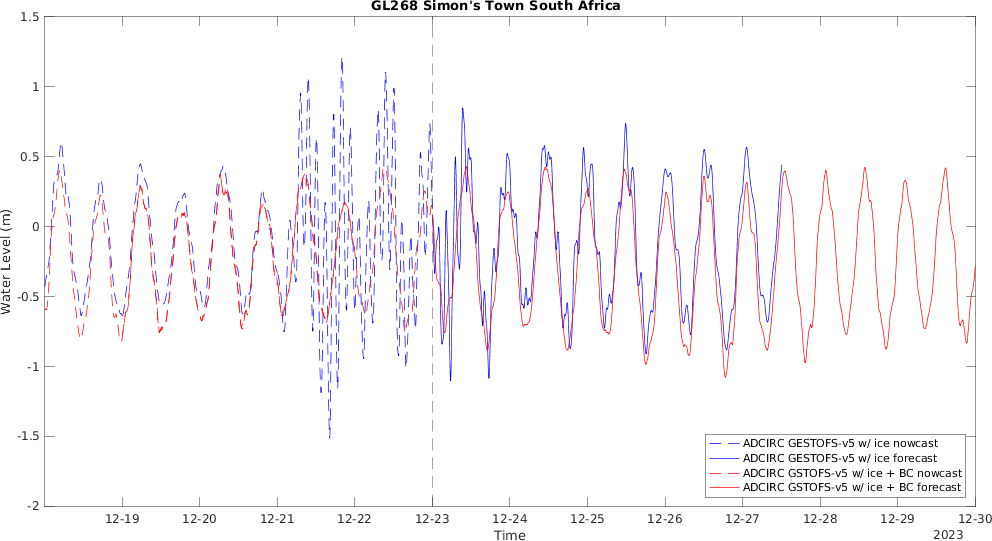 GL268 Simon's Town South Africa
1.5
1
0.5
0
-0.5
-1
-1.5
-2
Water Level (m)
ADCIRC GESTOFS-v5 w/ ice nowcast
ADCIRC GESTOFS-v5 w/ ice forecast
ADCIRC GSTOFS-v5 w/ ice + BC nowcast
ADCIRC GSTOFS-v5 w/ ice + BC forecast
12-19 12-20 12-21 12-22 12-23 12-24 12-25 12-26 12-27 12-28 12-29 12-30
Time
2023